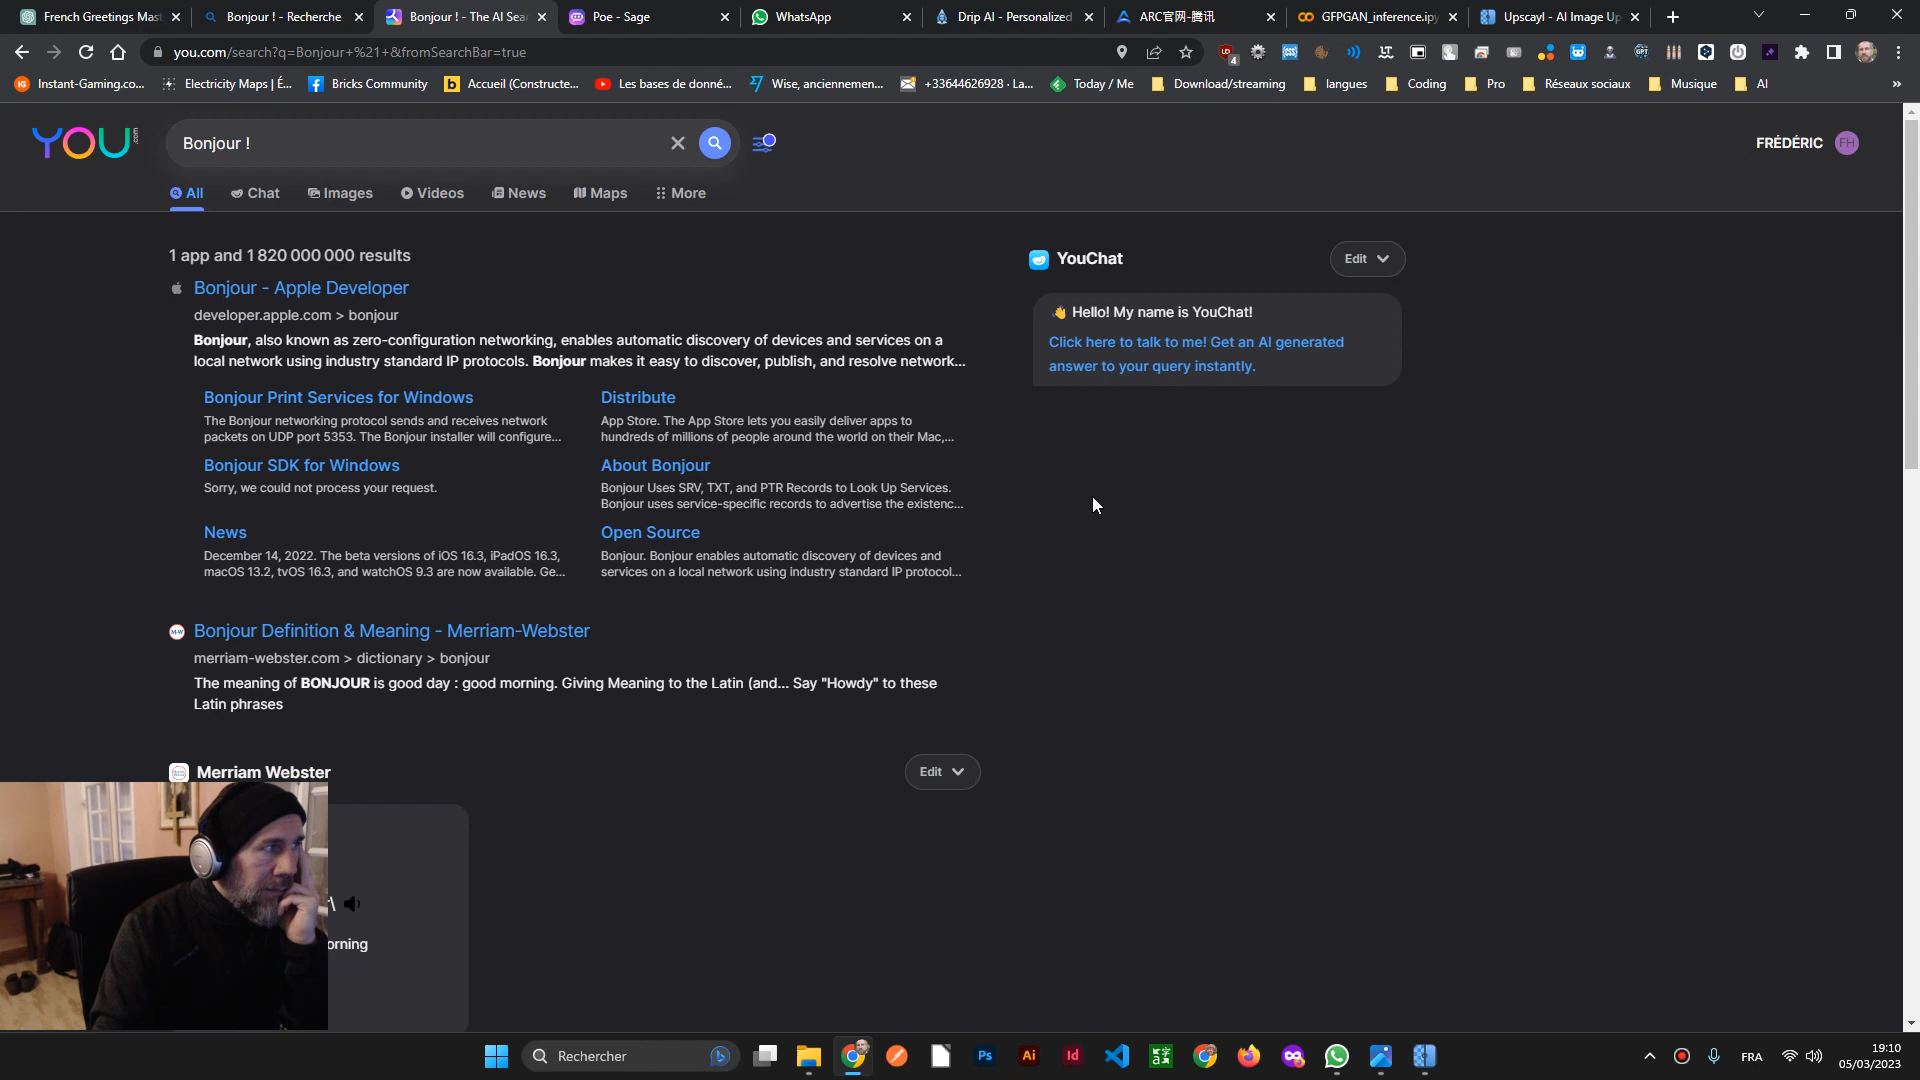 French Greetings Mast
Bonjour ! - Recherche
Bonjour ! - The AI Sea
Poe - Sage
WhatsApp
Drip AI - Personalized
ARC官网-腾讯
GFPGAN_inference.ipy
Upscayl - AI Image Up
you.com/search?q=Bonjour+%21+&fromSearchBar=true
4
Instant-Gaming.co...
Electricity Maps | É...
Bricks Community
Accueil (Constructe...
Les bases de donné...
Wise, anciennemen...
+33644626928 · La...
Today / Me
Download/streaming
langues
Coding
Pro
Réseaux sociaux
Musique
AI
»
YOU.com
Bonjour !
FRÉDÉRIC
FH
All
Chat
Images
Videos
News
Maps
More
1 app and 1 820 000 000 results
Bonjour - Apple Developer
developer.apple.com > bonjour
Bonjour, also known as zero-configuration networking, enables automatic discovery of devices and services on a
local network using industry standard IP protocols. Bonjour makes it easy to discover, publish, and resolve network...
Bonjour Print Services for Windows
The Bonjour networking protocol sends and receives network
packets on UDP port 5353. The Bonjour installer will configure...
Distribute
App Store. The App Store lets you easily deliver apps to
hundreds of millions of people around the world on their Mac,...
Bonjour SDK for Windows
Sorry, we could not process your request.
About Bonjour
Bonjour Uses SRV, TXT, and PTR Records to Look Up Services.
Bonjour uses service-specific records to advertise the existenc...
News
December 14, 2022. The beta versions of iOS 16.3, iPadOS 16.3,
macOS 13.2, tvOS 16.3, and watchOS 9.3 are now available. Ge...
Open Source
Bonjour. Bonjour enables automatic discovery of devices and
services on a local network using industry standard IP protocol...
Bonjour Definition & Meaning - Merriam-Webster
merriam-webster.com > dictionary > bonjour
The meaning of BONJOUR is good day : good morning. Giving Meaning to the Latin (and... Say "Howdy" to these
Latin phrases
Merriam Webster
Edit
orning
YouChat
Edit
👋 Hello! My name is YouChat!
Click here to talk to me! Get an AI generated
answer to your query instantly.
Rechercher
Ps
Ai
Id
FRA
19:10
05/03/2023